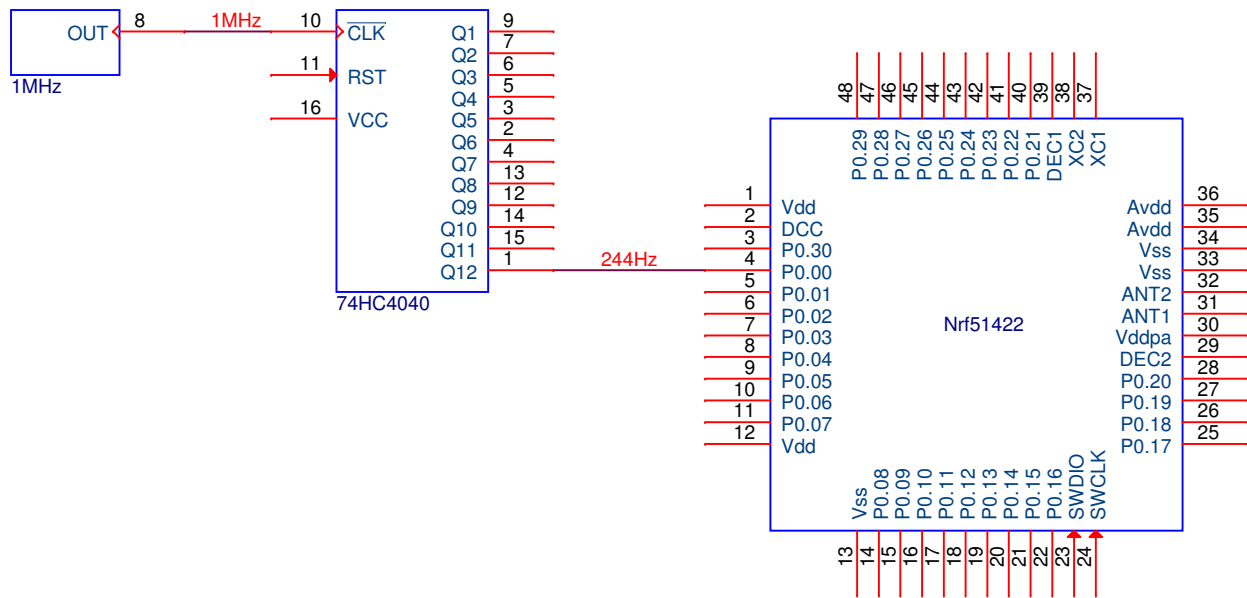 OUT
8
1MHz
1MHz
10
CLK
11
RST
16
VCC
Q1
9
Q2
7
Q3
6
Q4
5
Q5
3
Q6
2
Q7
4
Q8
13
Q9
12
Q10
14
Q11
15
Q12
1
74HC4040
244Hz
48
47
46
45
44
43
42
41
40
39
38
37
P0.29
P0.28
P0.27
P0.26
P0.25
P0.24
P0.23
P0.22
P0.21
DEC1
XC2
XC1
1
Vdd
2
DCC
3
P0.30
4
P0.00
5
P0.01
6
P0.02
7
P0.03
8
P0.04
9
P0.05
10
P0.06
11
P0.07
12
Vdd
Nrf51422
Avdd
36
Avdd
35
Vss
34
Vss
33
ANT2
32
ANT1
31
Vddpa
30
DEC2
29
P0.20
28
P0.19
27
P0.18
26
P0.17
25
Vss
P0.08
P0.09
P0.10
P0.11
P0.12
P0.13
P0.14
P0.15
P0.16
SWDIO
SWCLK
13
14
15
16
17
18
19
20
21
22
23
24